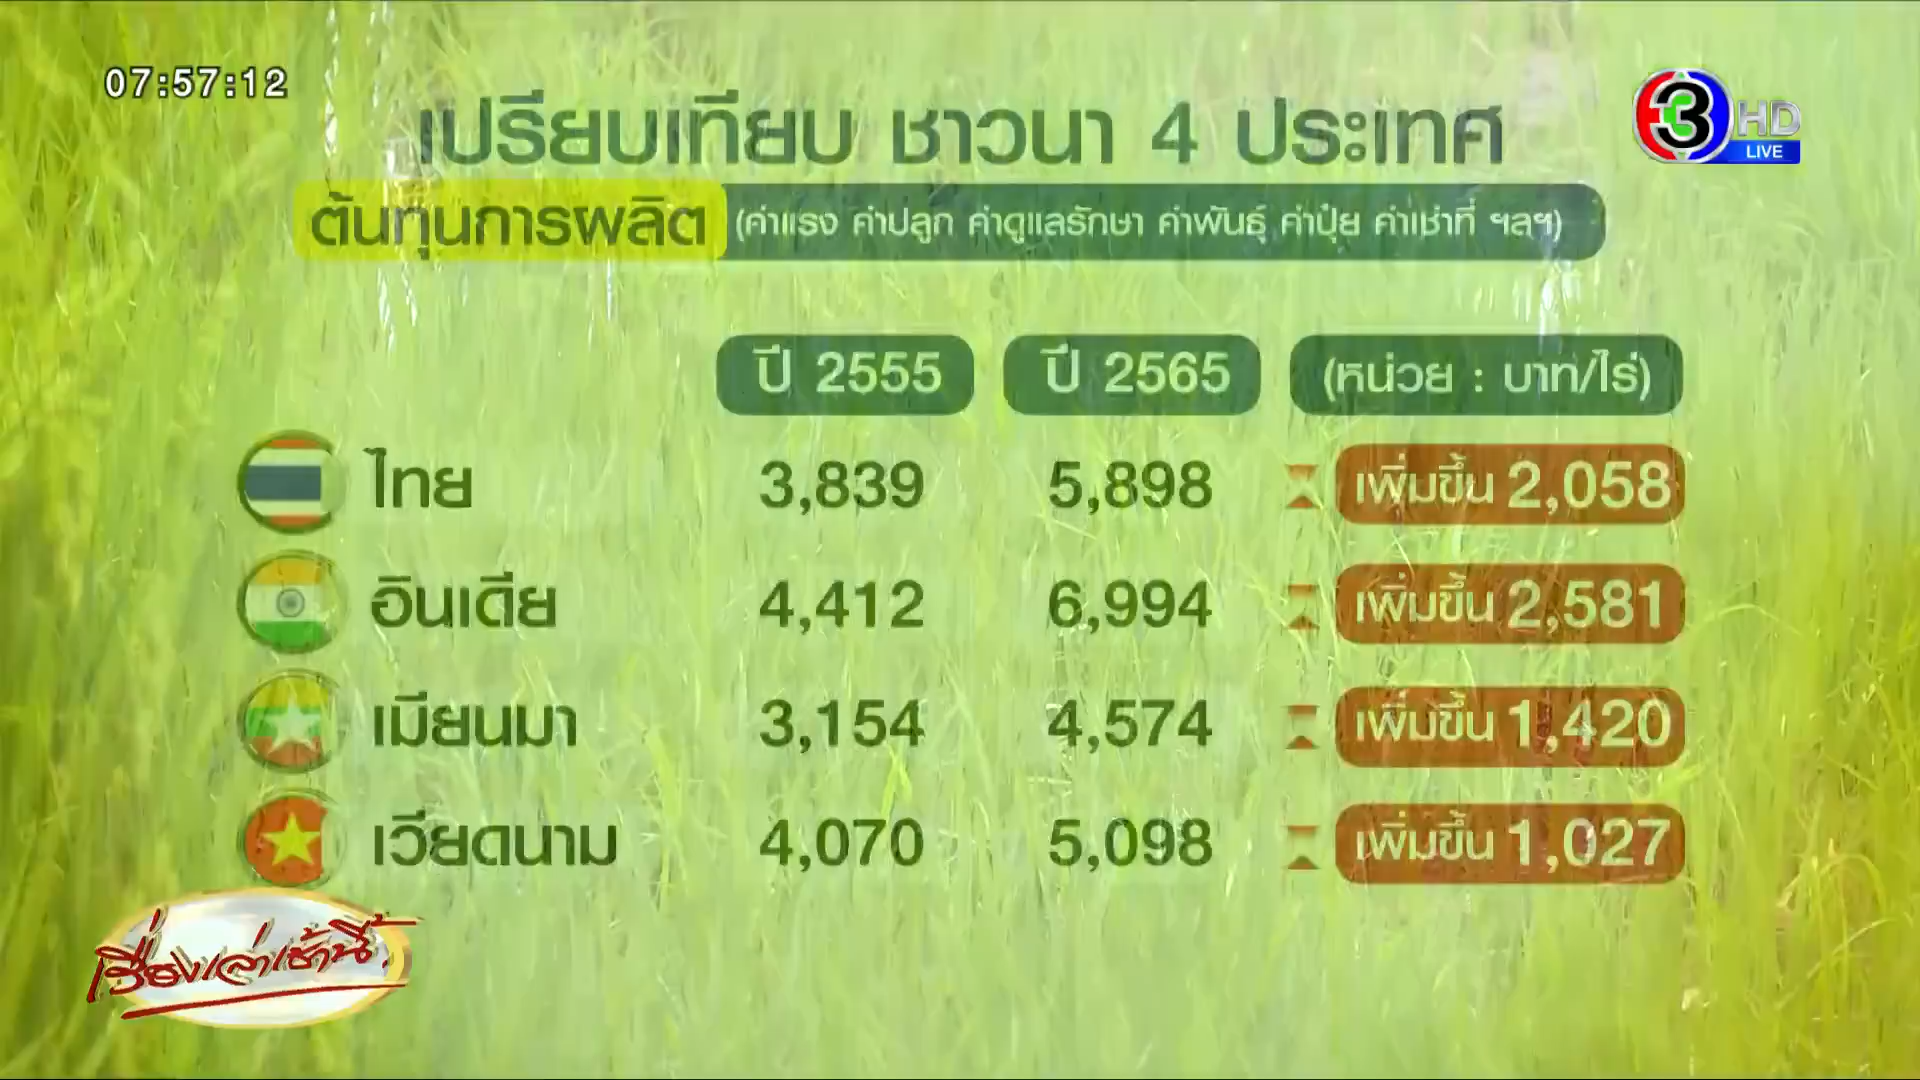 07:57:12
3 HD
LIVE
เปรียบเทียบ ชาวนา 4 ประเทศ
ต้นทุนการผลิต (ค่าแรง ค่าปลูก ค่าดูแลรักษา ค่าพันธุ์ ค่าปุ๋ย ค่าเช่าที่ ฯลฯ)
ปี 2555 ปี 2565 (หน่วย : บาท/ไร่)
ไทย 3,839 5,898 เพิ่มขึ้น 2,058
อินเดีย 4,412 6,994 เพิ่มขึ้น 2,581
เมียนมา 3,154 4,574 เพิ่มขึ้น 1,420
เวียดนาม 4,070 5,098 เพิ่มขึ้น 1,027
เรื่องเล่าเช้านี้